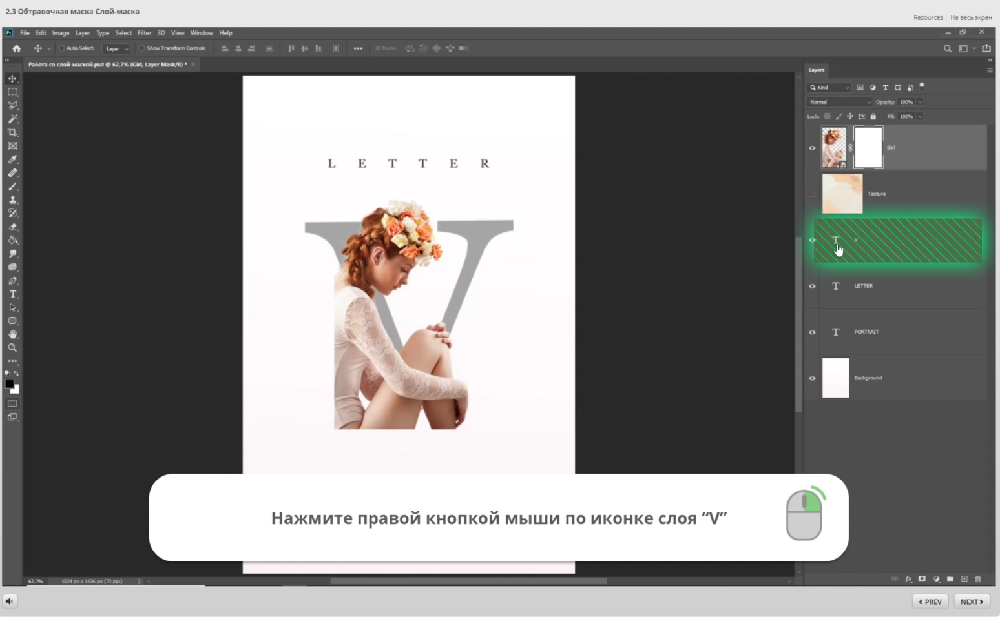 2.3 Обтравочная маска Слой-маска
Resources | На весь экран
Ps File Edit Image Layer Type Select Filter 3D View Window Help
Auto-Select: Layer Show Transform Controls 3D Mode:
Работа со слой-маской.psd @ 62,7% (Girl, Layer Mask/8) * ×
Layers
Kind
Normal Opacity: 100%
Lock: Fill: 100%
Girl
Texture
V
LETTER
PORTRAIT
Background
L E T T E R
V
Нажмите правой кнопкой мыши по иконке слоя “V”
62,7% 1024 px x 1536 px (72 ppi)
fx
PREV NEXT